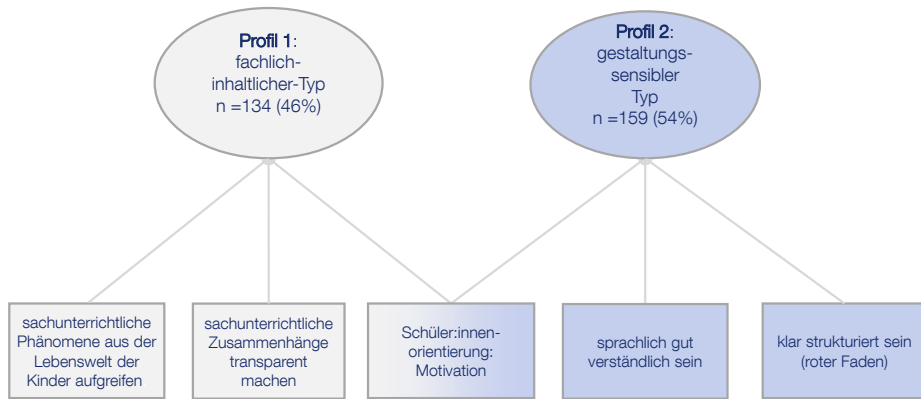 Profil 1:
fachlich-
inhaltlicher-Typ
n =134 (46%)
Profil 2:
gestaltungs-
sensibler
Typ
n =159 (54%)
sachunterrichtliche
Phänomene aus der
Lebenswelt der
Kinder aufgreifen
sachunterrichtliche
Zusammenhänge
transparent
machen
Schüler:innen-
orientierung:
Motivation
sprachlich gut
verständlich sein
klar strukturiert sein
(roter Faden)